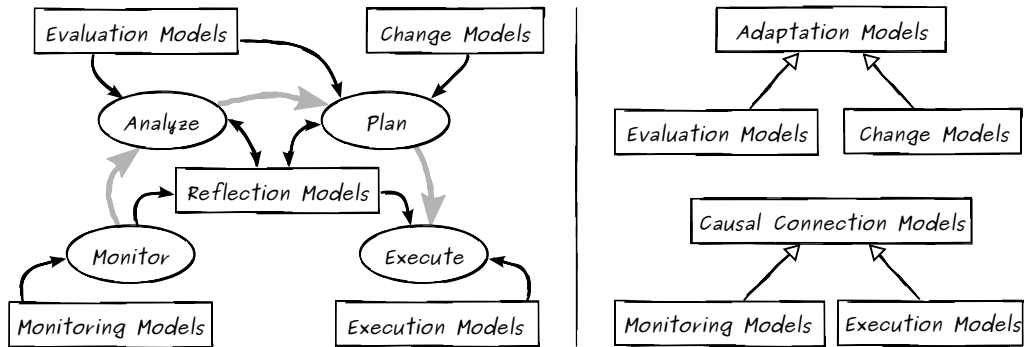 Evaluation Models
Change Models
Analyze
Plan
Reflection Models
Monitor
Execute
Monitoring Models
Execution Models
Adaptation Models
Evaluation Models
Change Models
Causal Connection Models
Monitoring Models
Execution Models